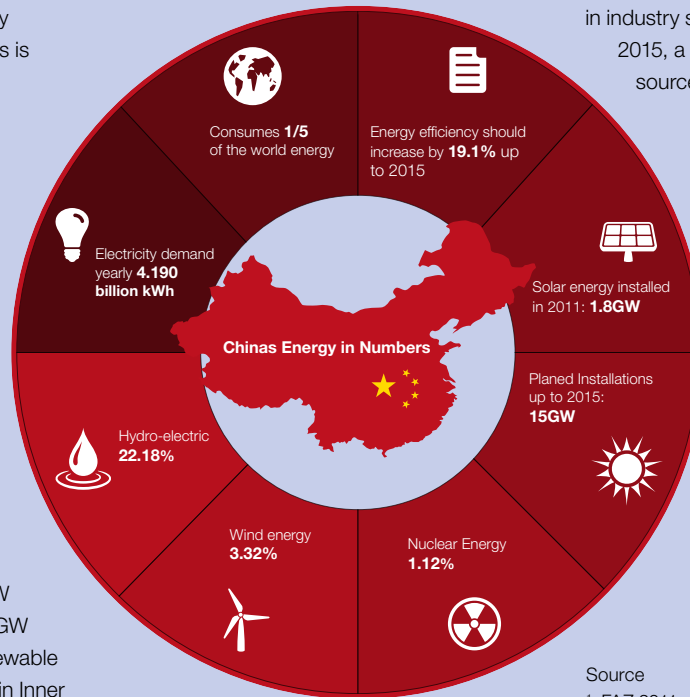 y
s is
in industry s
2015, a
source
Consumes 1/5
of the world energy
Energy efficiency should
increase by 19.1% up
to 2015
Electricity demand
yearly 4.190
billion kWh
Solar energy installed
in 2011: 1.8GW
Chinas Energy in Numbers
Planed Installations
up to 2015:
15GW
Hydro-electric
22.18%
Wind energy
3.32%
Nuclear Energy
1.12%
W
GW
ewable
in Inner
Source